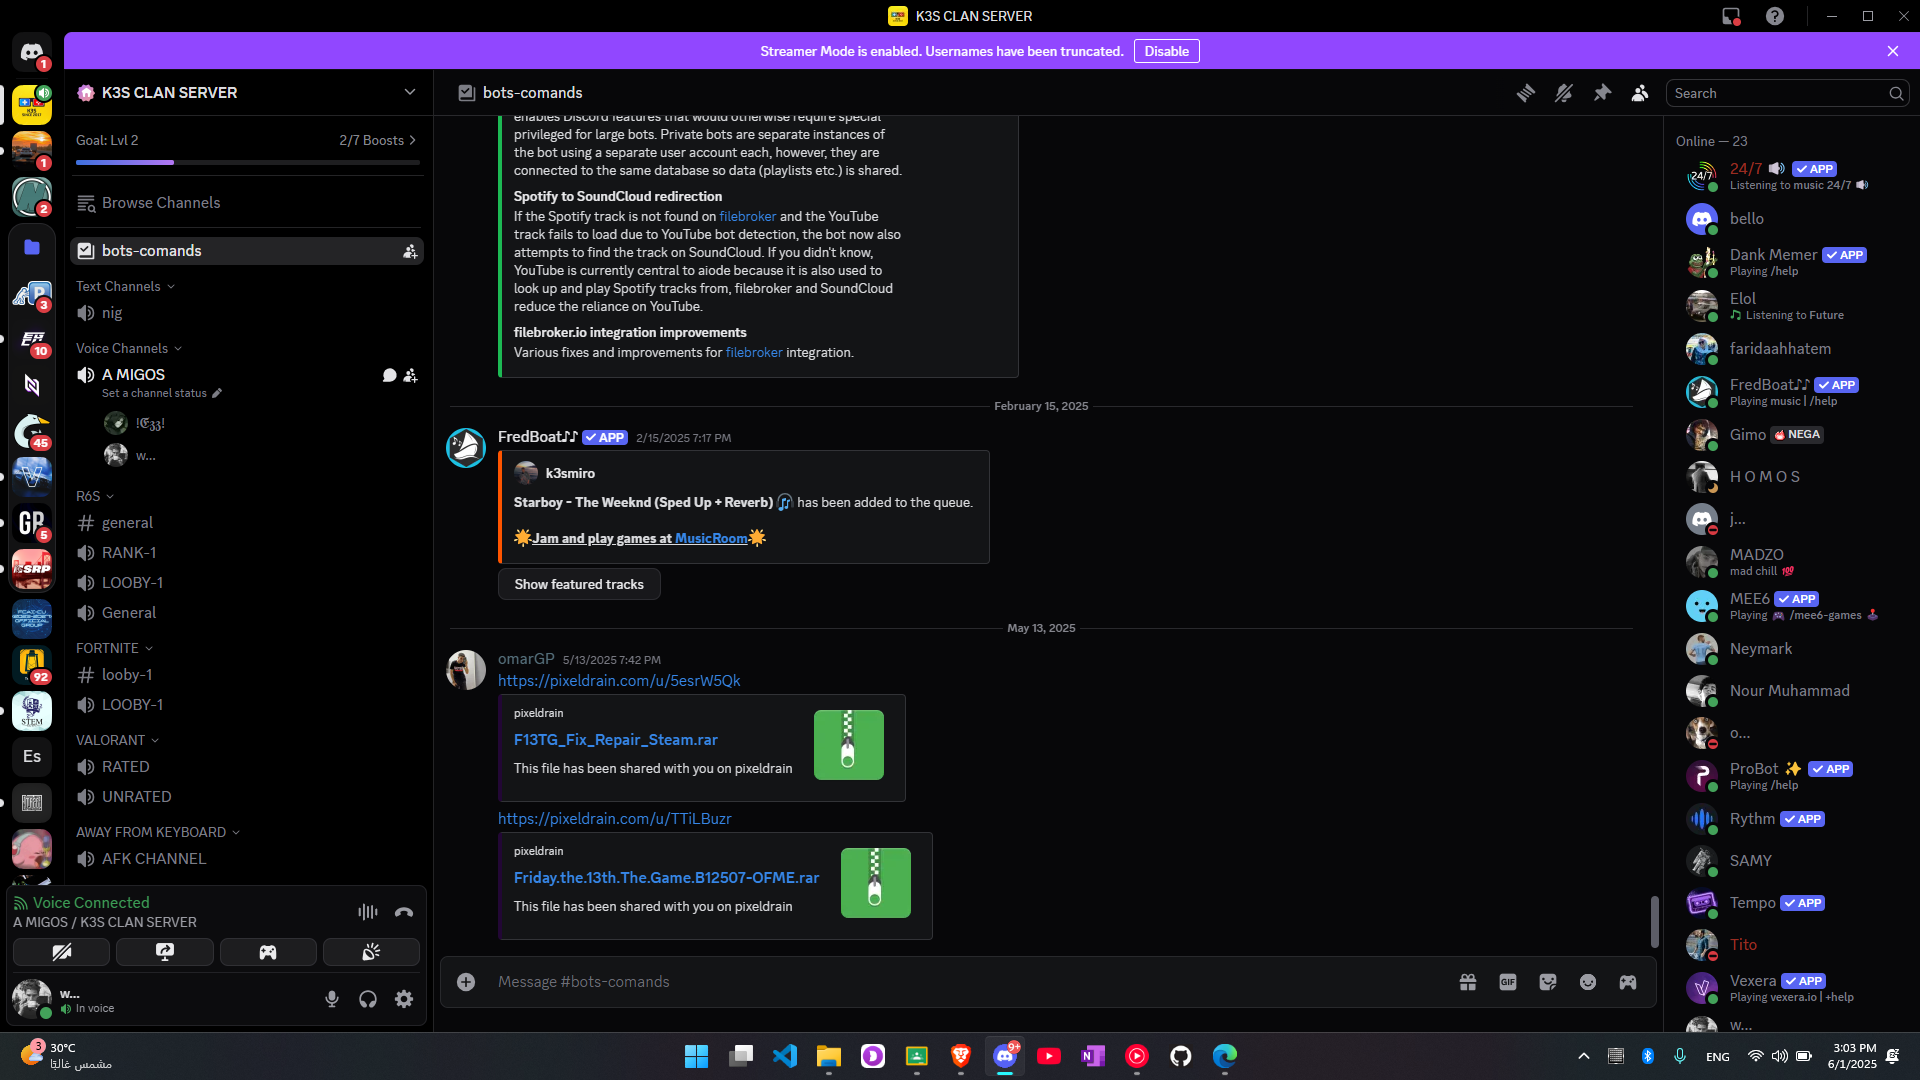 K3S CLAN SERVER
Streamer Mode is enabled. Usernames have been truncated.
Disable
1
1
2
3
10
45
GR
5
SRP
92
STEM
Es
K3S CLAN SERVER
Goal: Lvl 2
2/7 Boosts
Browse Channels
bots-comands
Text Channels
nig
Voice Channels
A MIGOS
Set a channel status
!𝕰𝖟𝖟!
w...
R6S
general
RANK-1
LOOBY-1
General
FORTNITE
looby-1
LOOBY-1
VALORANT
RATED
UNRATED
AWAY FROM KEYBOARD
AFK CHANNEL
Voice Connected
A MIGOS / K3S CLAN SERVER
w...
In voice
bots-comands
Search
enables Discord features that would otherwise require special
privileged for large bots. Private bots are separate instances of
the bot using a separate user account each, however, they are
connected to the same database so data (playlists etc.) is shared.
Spotify to SoundCloud redirection
If the Spotify track is not found on filebroker and the YouTube
track fails to load due to YouTube bot detection, the bot now also
attempts to find the track on SoundCloud. If you didn't know,
YouTube is currently central to aiode because it is also used to
look up and play Spotify tracks from, filebroker and SoundCloud
reduce the reliance on YouTube.
filebroker.io integration improvements
Various fixes and improvements for filebroker integration.
February 15, 2025
FredBoat♪♪ APP 2/15/2025 7:17 PM
k3smiro
Starboy - The Weeknd (Sped Up + Reverb) has been added to the queue.
Jam and play games at MusicRoom
Show featured tracks
May 13, 2025
omarGP 5/13/2025 7:42 PM
https://pixeldrain.com/u/5esrW5Qk
pixeldrain
F13TG_Fix_Repair_Steam.rar
This file has been shared with you on pixeldrain
https://pixeldrain.com/u/TTiLBuzr
pixeldrain
Friday.the.13th.The.Game.B12507-OFME.rar
This file has been shared with you on pixeldrain
Message #bots-comands
GIF
Online — 23
24/7 APP
Listening to music 24/7
bello
Dank Memer APP
Playing /help
Elol
Listening to Future
faridaahhatem
FredBoat♪♪ APP
Playing music | /help
Gimo NEGA
H O M O S
j...
MADZO
mad chill 💯
MEE6 APP
Playing 🎮 /mee6-games 🕹️
Neymark
Nour Muhammad
o...
ProBot ✨ APP
Playing /help
Rythm APP
SAMY
Tempo APP
Tito
Vexera APP
Playing vexera.io | +help
w...
3
30°C
مشمس غالبًا
9+
ENG
3:03 PM
6/1/2025